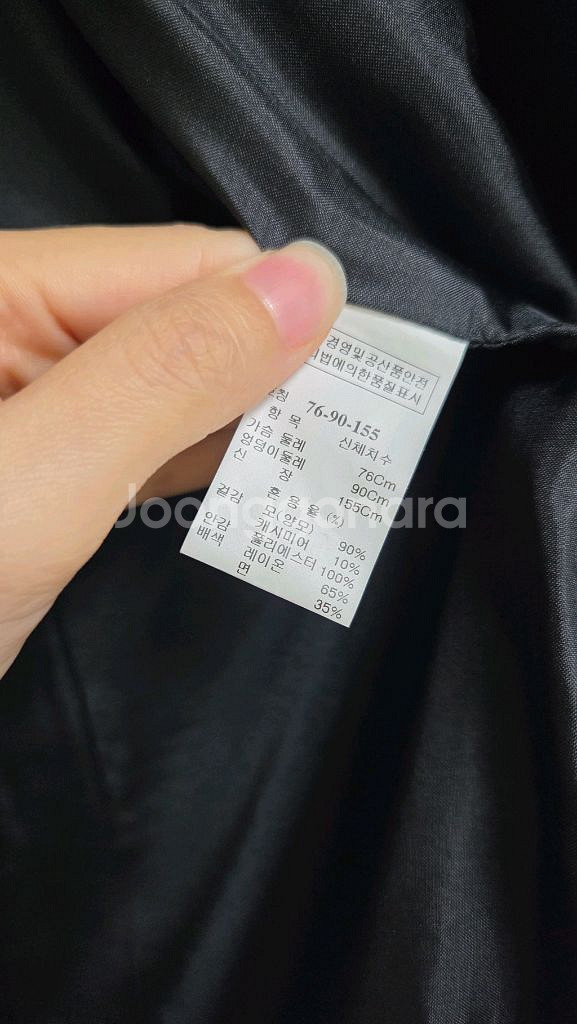 경영및공산품안전
법에의한품질표시
칭 76-90-155
항 목 신체치수
가슴 둘레 76Cm
엉덩이둘레 90Cm
신 장 155Cm
혼 용 율 (%)
겉감 모(양모) 90%
캐시미어 10%
안감 폴리에스터 100%
배색 레이온 65%
면 35%
Joonggonara